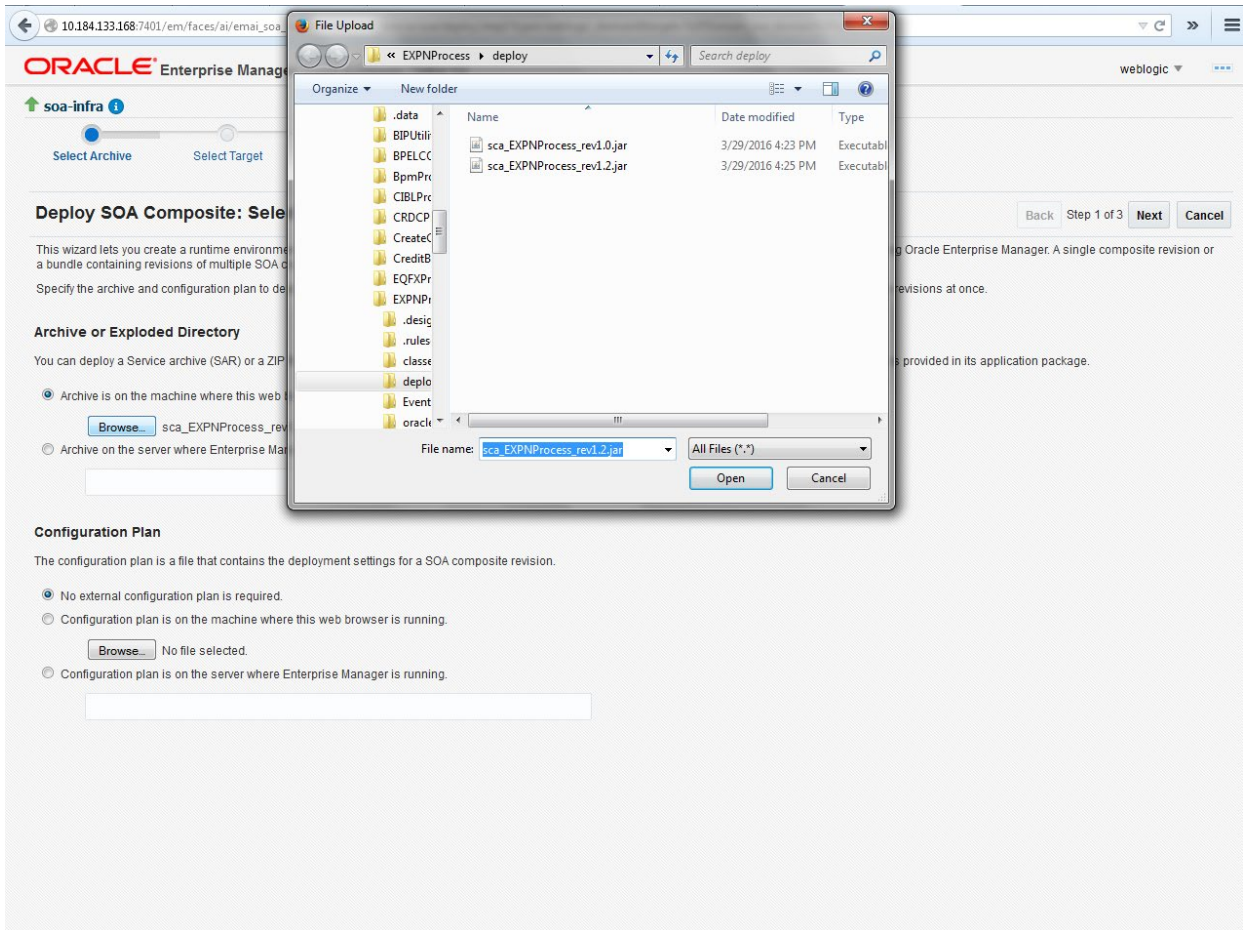 10.184.133.168:7401/em/faces/ai/emai_soa_
File Upload
« EXPNProcess ▸ deploy
Search deploy
ORACLE Enterprise Manage
weblogic
Organize
New folder
soa-infra
Select Archive
Select Target
.data
BIPUtili
BPELCC
BpmPro
CIBLPrc
CRDCP
CreateC
CreditB
EQFXPr
EXPNPr
.desig
.rules
classe
deplo
Event
oracle
Name
Date modified
Type
sca_EXPNProcess_rev1.0.jar
3/29/2016 4:23 PM
Executabl
sca_EXPNProcess_rev1.2.jar
3/29/2016 4:25 PM
Executabl
File name:
sca_EXPNProcess_rev1.2.jar
All Files (*.*)
Open
Cancel
Deploy SOA Composite: Sele
Back
Step 1 of 3
Next
Cancel
This wizard lets you create a runtime environme
g Oracle Enterprise Manager. A single composite revision or
a bundle containing revisions of multiple SOA c
Specify the archive and configuration plan to de
revisions at once.
Archive or Exploded Directory
You can deploy a Service archive (SAR) or a ZIP
s provided in its application package.
Archive is on the machine where this web b
Browse... sca_EXPNProcess_rev
Archive on the server where Enterprise Mar
Configuration Plan
The configuration plan is a file that contains the deployment settings for a SOA composite revision.
No external configuration plan is required.
Configuration plan is on the machine where this web browser is running.
Browse... No file selected.
Configuration plan is on the server where Enterprise Manager is running.